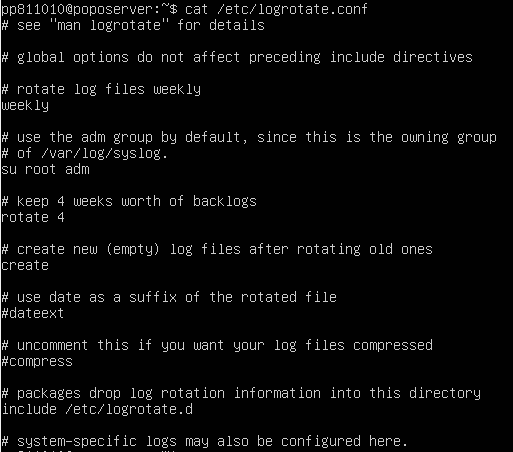 pp811010@poposerver:~$ cat /etc/logrotate.conf
# see "man logrotate" for details
# global options do not affect preceding include directives
# rotate log files weekly
weekly
# use the adm group by default, since this is the owning group
# of /var/log/syslog.
su root adm
# keep 4 weeks worth of backlogs
rotate 4
# create new (empty) log files after rotating old ones
create
# use date as a suffix of the rotated file
#dateext
# uncomment this if you want your log files compressed
#compress
# packages drop log rotation information into this directory
include /etc/logrotate.d
# system-specific logs may also be configured here.